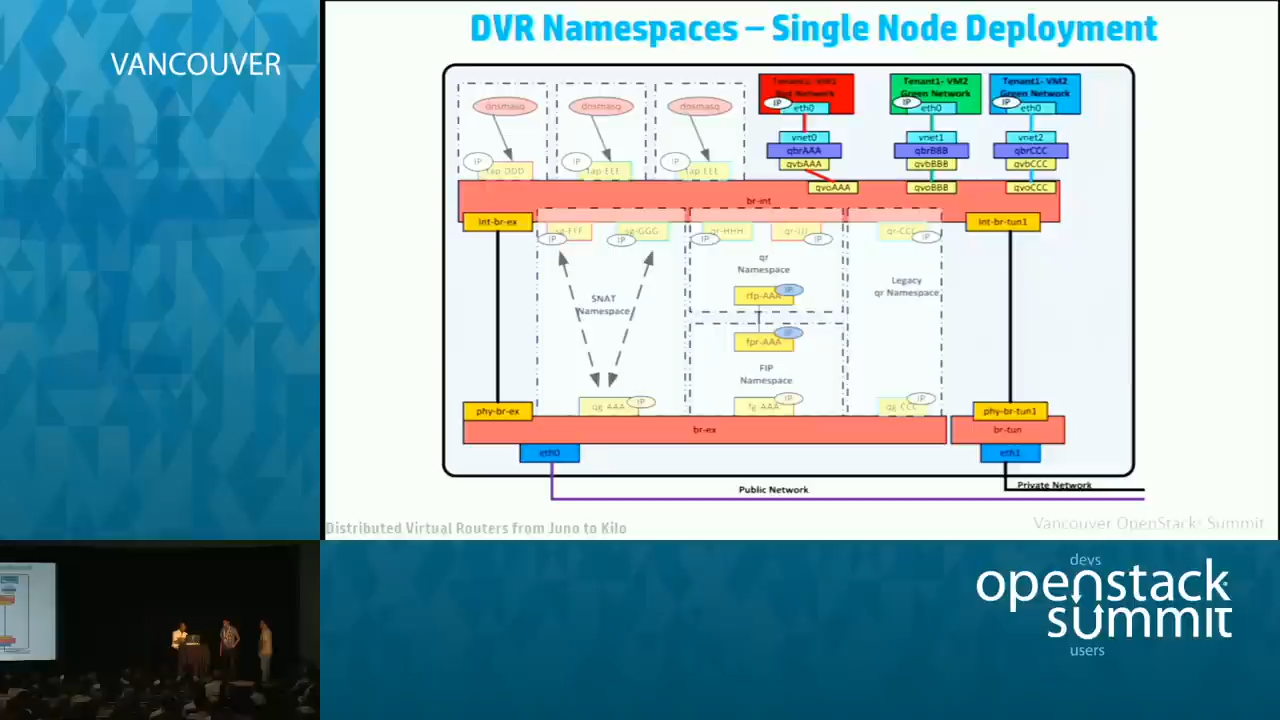 VANCOUVER
DVR Namespaces – Single Node Deployment
dnsmasq
dnsmasq
dnsmasq
IP
tap-DDD
IP
tap-EEE
IP
Tenant1- VM1
Red Network
IP
eth0
vnet0
qbrAAA
qvbAAA
qvoAAA
Tenant1- VM2
Green Network
IP
eth0
vnet1
qbrBBB
qvbBBB
qvoBBB
Tenant1- VM2
Green Network
IP
eth0
vnet2
qbrCCC
qvbCCC
qvoCCC
br-int
int-br-ex
int-br-tun1
sg-FFF
IP
sg-GGG
IP
SNAT
Namespace
qg-AAA
IP
qr-HHH
IP
IP
qr
Namespace
rfp-AAA
IP
fpr-AAA
IP
FIP
Namespace
fg-AAA
IP
qr-CCC
IP
Legacy
qr Namespace
qg-CCC
IP
phy-br-ex
phy-br-tun1
br-ex
br-tun
eth0
eth1
Public Network
Private Network
Distributed Virtual Routers from Juno to Kilo
Vancouver OpenStack Summit
devs
openstack
summit
users